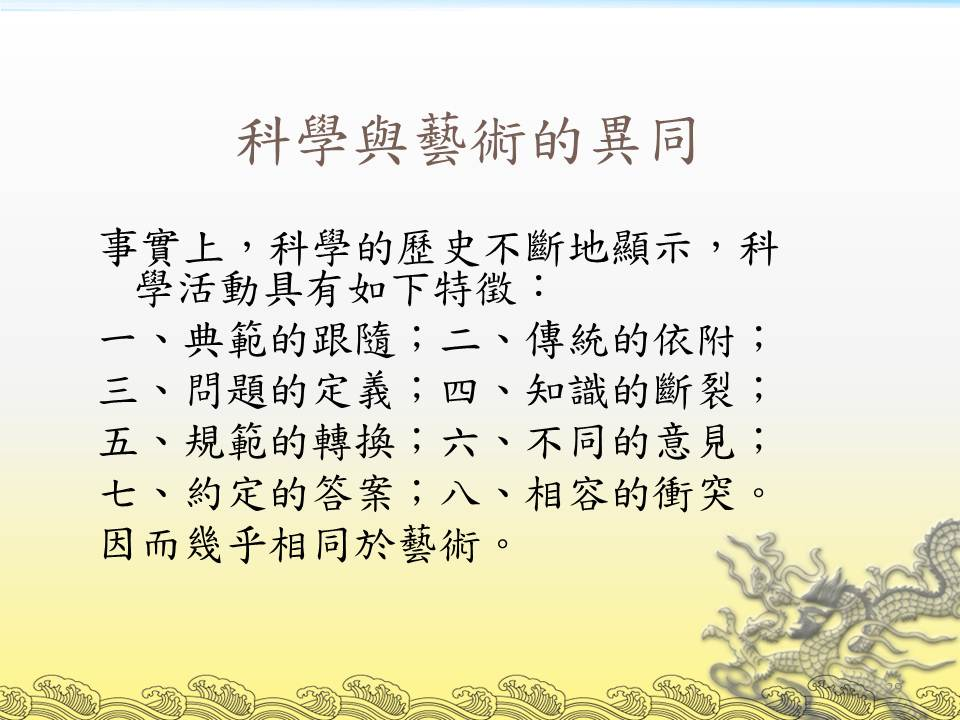 科學與藝術的異同
事實上，科學的歷史不斷地顯示，科
學活動具有如下特徵：
一、典範的跟隨；二、傳統的依附；
三、問題的定義；四、知識的斷裂；
五、規範的轉換；六、不同的意見；
七、約定的答案；八、相容的衝突。
因而幾乎相同於藝術。